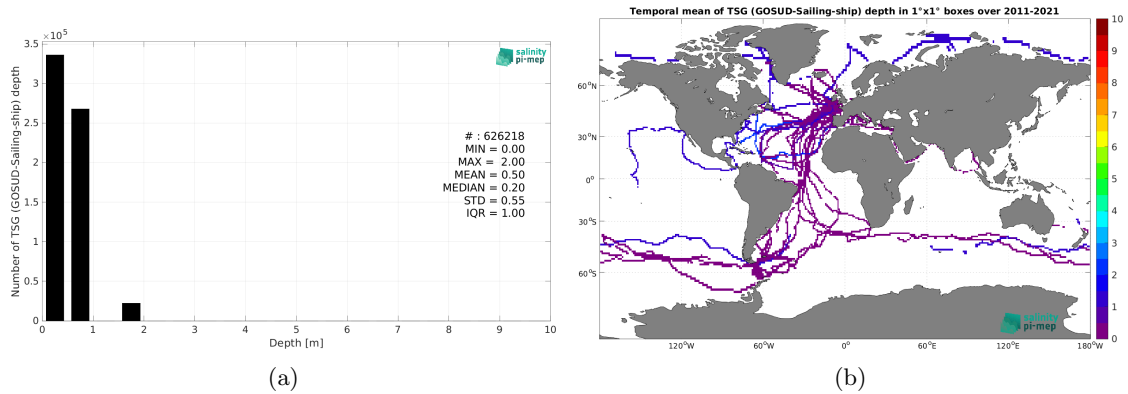 ×10⁵
3.5
3
2.5
2
1.5
1
0.5
0
Number of TSG (GOSUD-Sailing-ship) depth
salinity
pi-mep
# : 626218
MIN = 0.00
MAX = 2.00
MEAN = 0.50
MEDIAN = 0.20
STD = 0.55
IQR = 1.00
0 1 2 3 4 5 6 7 8 9 10
Depth [m]
(a)
Temporal mean of TSG (GOSUD-Sailing-ship) depth in 1°x1° boxes over 2011-2021
60°N
30°N
0°
30°S
60°S
salinity
pi-mep
120°W 60°W 0° 60°E 120°E 180°W
10
9
8
7
6
5
4
3
2
1
0
(b)